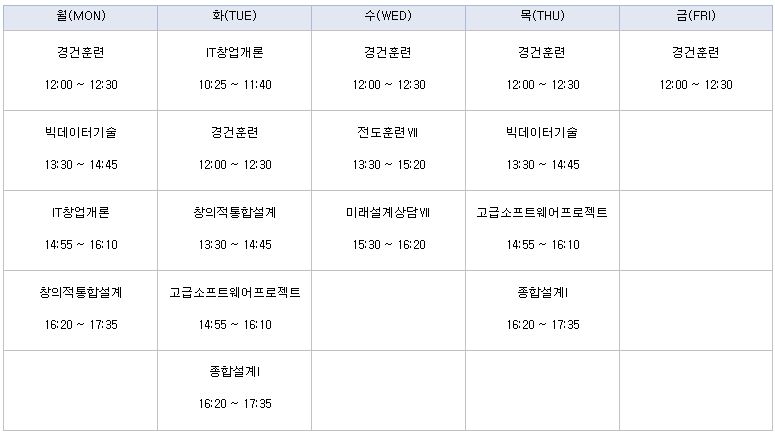 월(MON) 화(TUE) 수(WED) 목(THU) 금(FRI)
경건훈련 IT창업개론 경건훈련 경건훈련 경건훈련
12:00 ~ 12:30 10:25 ~ 11:40 12:00 ~ 12:30 12:00 ~ 12:30 12:00 ~ 12:30
빅데이터기술 경건훈련 전도훈련Ⅶ 빅데이터기술
13:30 ~ 14:45 12:00 ~ 12:30 13:30 ~ 15:20 13:30 ~ 14:45
IT창업개론 창의적통합설계 미래설계상담Ⅶ 고급소프트웨어프로젝트
14:55 ~ 16:10 13:30 ~ 14:45 15:30 ~ 16:20 14:55 ~ 16:10
창의적통합설계 고급소프트웨어프로젝트 종합설계Ⅰ
16:20 ~ 17:35 14:55 ~ 16:10 16:20 ~ 17:35
종합설계Ⅰ
16:20 ~ 17:35